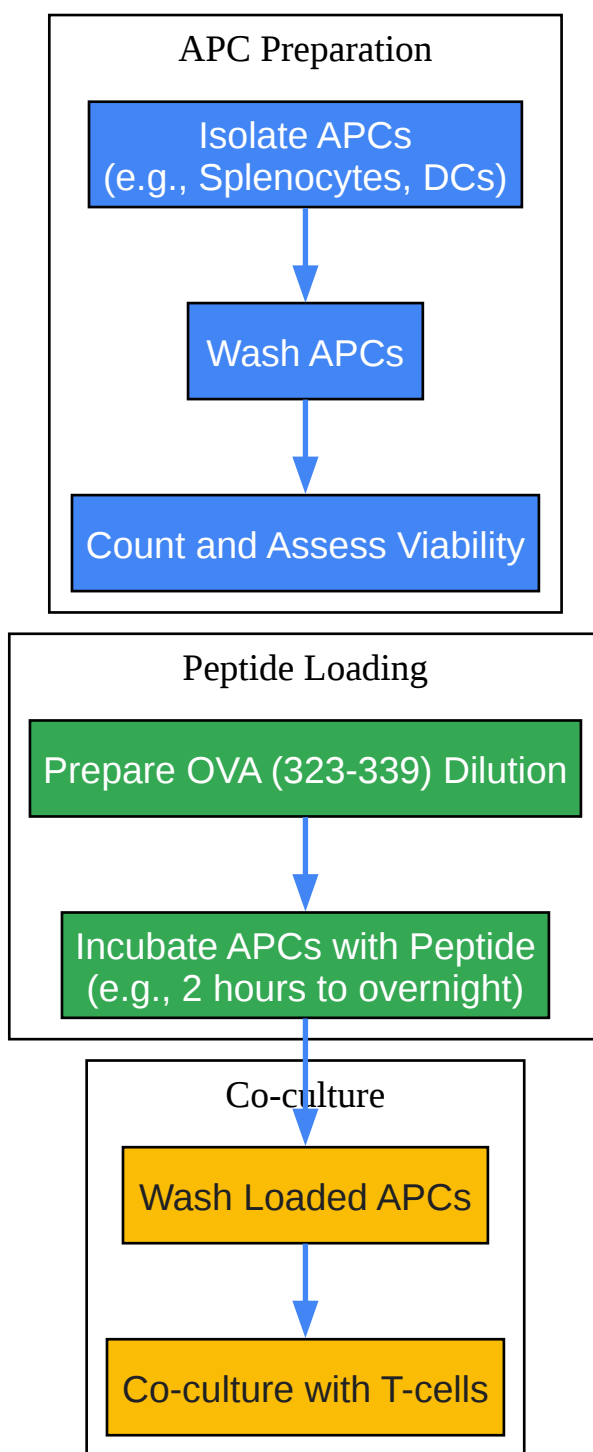 APC Preparation
Isolate APCs
(e.g., Splenocytes, DCs)
Wash APCs
Count and Assess Viability
Peptide Loading
Prepare OVA (323-339) Dilution
Incubate APCs with Peptide
(e.g., 2 hours to overnight)
Co-culture
Wash Loaded APCs
Co-culture with T-cells